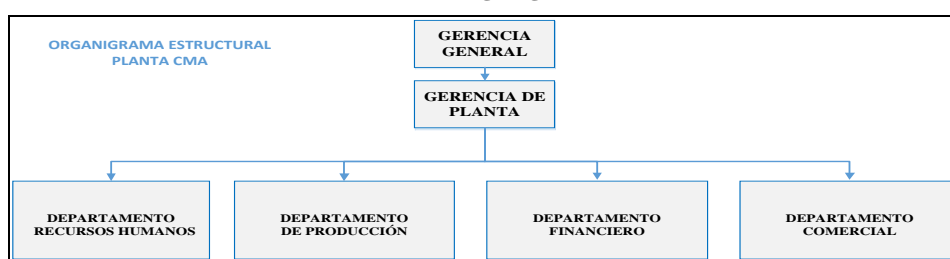 ORGANIGRAMA ESTRUCTURAL
PLANTA CMA
GERENCIA
GENERAL
GERENCIA DE
PLANTA
DEPARTAMENTO
RECURSOS HUMANOS
DEPARTAMENTO
DE PRODUCCIÓN
DEPARTAMENTO
FINANCIERO
DEPARTAMENTO
COMERCIAL